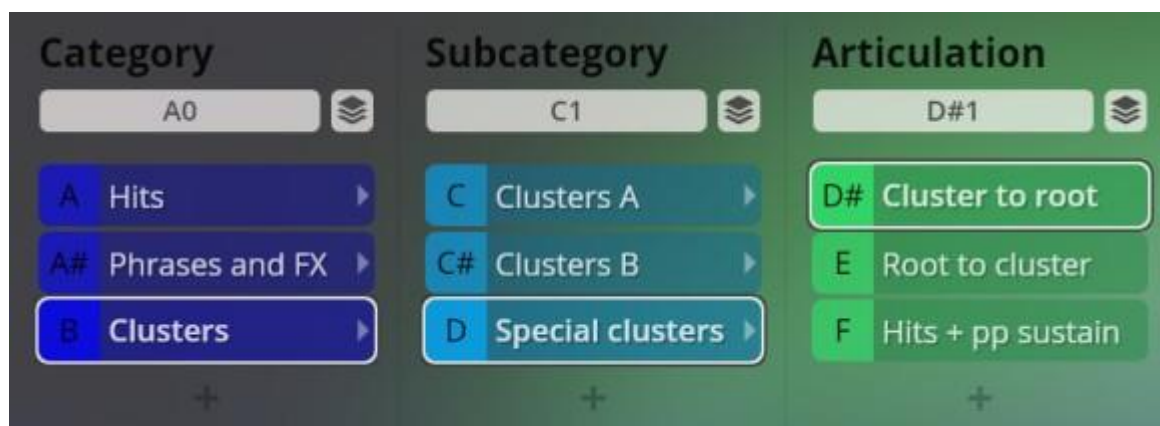 Category
A0
A Hits
A# Phrases and FX
B Clusters
+
Subcategory
C1
C Clusters A
C# Clusters B
D Special clusters
+
Articulation
D#1
D# Cluster to root
E Root to cluster
F Hits + pp sustain
+